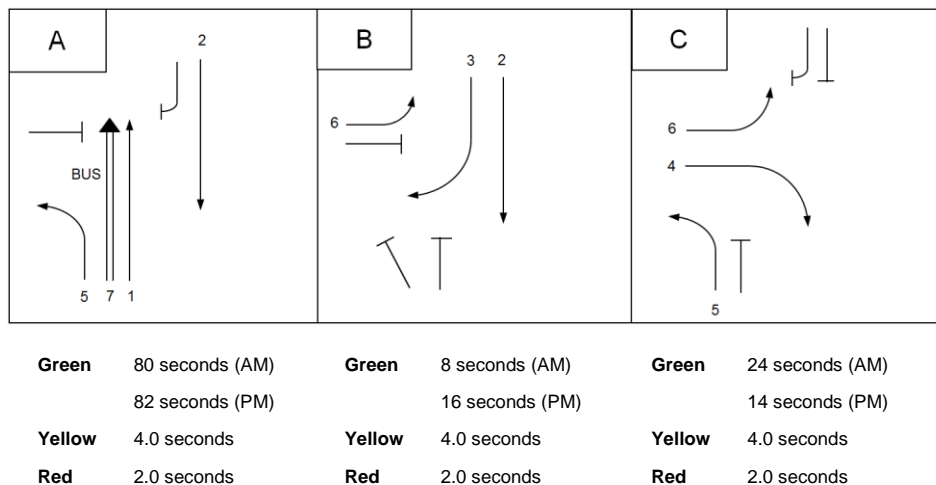 A
2
BUS
5 7 1
B
3 2
6
C
6
4
5
Green 80 seconds (AM) Green 8 seconds (AM) Green 24 seconds (AM)
82 seconds (PM) 16 seconds (PM) 14 seconds (PM)
Yellow 4.0 seconds Yellow 4.0 seconds Yellow 4.0 seconds
Red 2.0 seconds Red 2.0 seconds Red 2.0 seconds